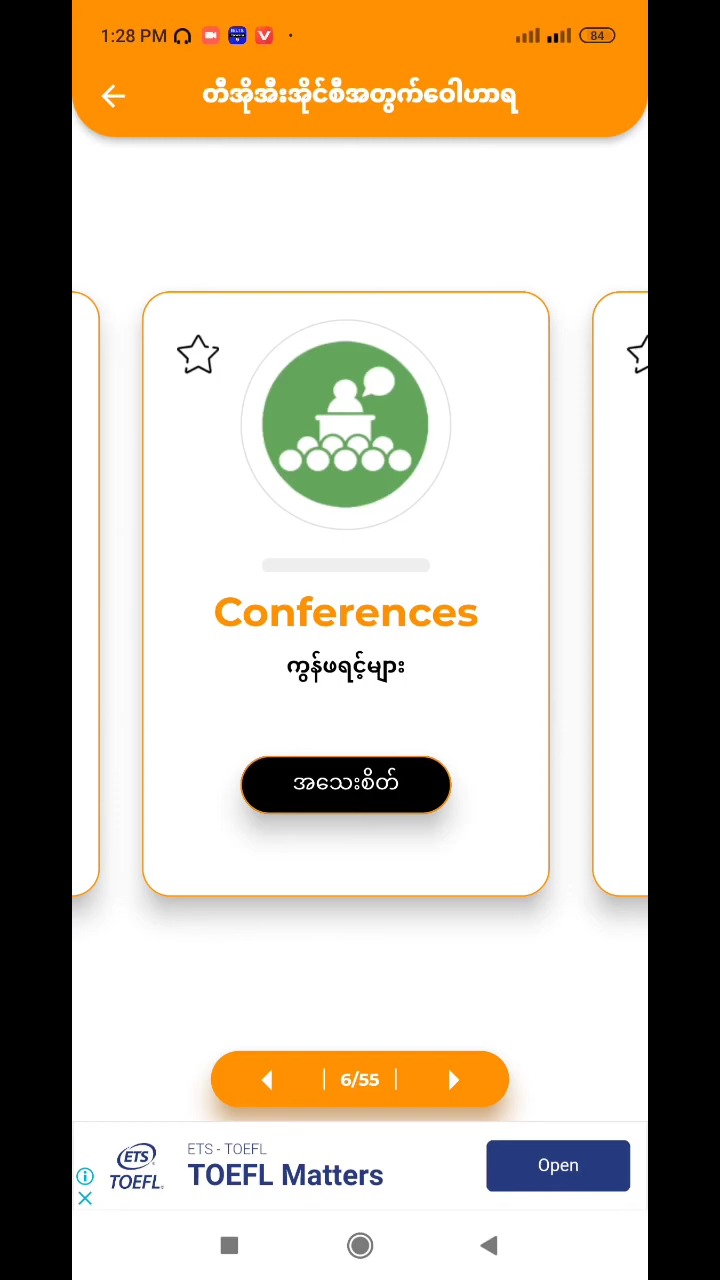 1:28 PM
84
တီအိုအီးအိုင်စီအတွက်ဝေါဟာရ
Conferences
ကွန်ဖရင့်များ
အသေးစိတ်
6/55
ETS
TOEFL
ETS - TOEFL
TOEFL Matters
Open